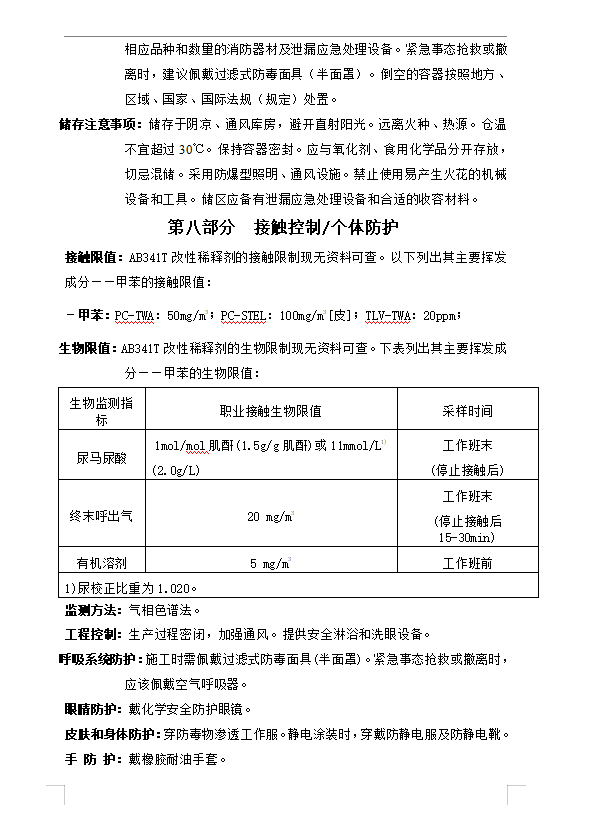 相应品种和数量的消防器材及泄漏应急处理设备。紧急事态抢救或撤
离时，建议佩戴过滤式防毒面具（半面罩）。倒空的容器按照地方、
区域、国家、国际法规（规定）处置。
储存注意事项：储存于阴凉、通风库房，避开直射阳光。远离火种、热源。仓温
不宜超过30℃。保持容器密封。应与氧化剂、食用化学品分开存放，
切忌混储。采用防爆型照明、通风设施。禁止使用易产生火花的机械
设备和工具。储区应备有泄漏应急处理设备和合适的收容材料。
第八部分　接触控制/个体防护
接触限值：AB341T改性稀释剂的接触限制现无资料可查。以下列出其主要挥发
成分——甲苯的接触限值：
－甲苯：PC-TWA：50mg/m³；PC-STEL：100mg/m³[皮]；TLV-TWA：20ppm；
生物限值：AB341T改性稀释剂的生物限制现无资料可查。下表列出其主要挥发成
分——甲苯的生物限值：
生物监测指
标
职业接触生物限值
采样时间
尿马尿酸
1mol/mol肌酐(1.5g/g肌酐)或11mmol/L¹⁾
(2.0g/L)
工作班末
(停止接触后)
终末呼出气
20 mg/m³
工作班末
(停止接触后
15-30min)
有机溶剂
5 mg/m³
工作班前
1)尿校正比重为1.020。
监测方法：气相色谱法。
工程控制：生产过程密闭，加强通风。提供安全淋浴和洗眼设备。
呼吸系统防护：施工时需佩戴过滤式防毒面具(半面罩)。紧急事态抢救或撤离时，
应该佩戴空气呼吸器。
眼睛防护：戴化学安全防护眼镜。
皮肤和身体防护：穿防毒物渗透工作服。静电涂装时，穿戴防静电服及防静电靴。
手 防 护：戴橡胶耐油手套。